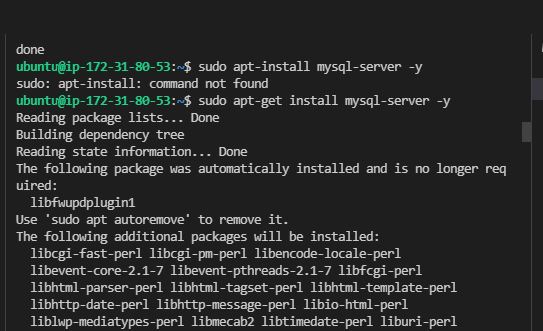 done
ubuntu@ip-172-31-80-53:~$ sudo apt-install mysql-server -y
sudo: apt-install: command not found
ubuntu@ip-172-31-80-53:~$ sudo apt-get install mysql-server -y
Reading package lists... Done
Building dependency tree
Reading state information... Done
The following package was automatically installed and is no longer req
uired:
  libfwupdplugin1
Use 'sudo apt autoremove' to remove it.
The following additional packages will be installed:
  libcgi-fast-perl libcgi-pm-perl libencode-locale-perl
  libevent-core-2.1-7 libevent-pthreads-2.1-7 libfcgi-perl
  libhtml-parser-perl libhtml-tagset-perl libhtml-template-perl
  libhttp-date-perl libhttp-message-perl libio-html-perl
  liblwp-mediatypes-perl libmecab2 libtimedate-perl liburi-perl